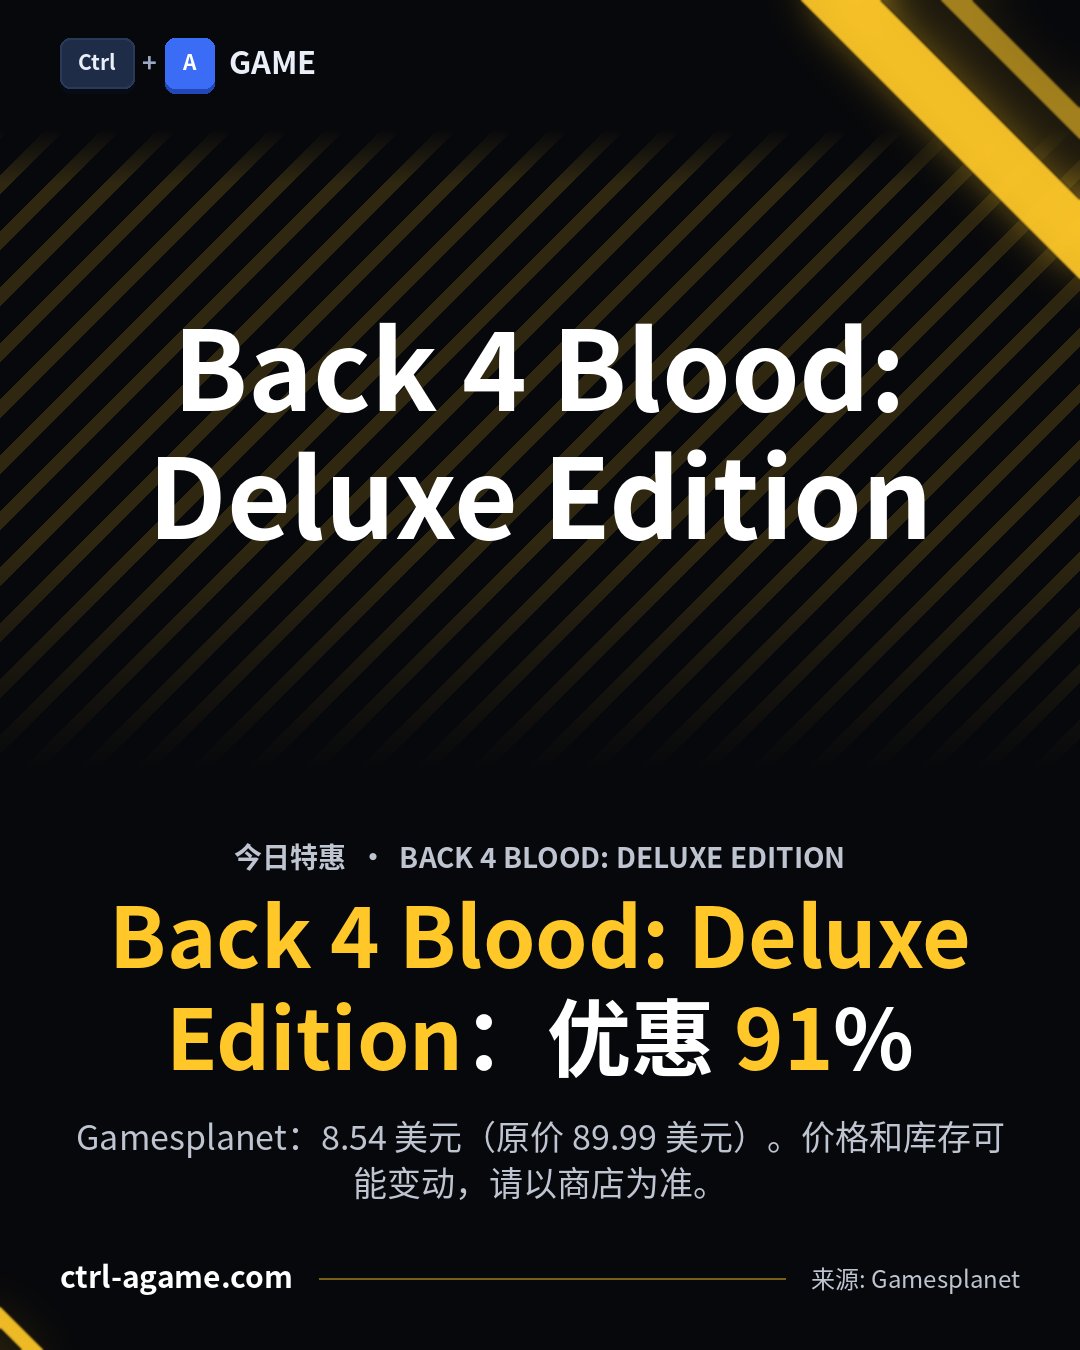 Ctrl + A GAME
Back 4 Blood:
Deluxe Edition
今日特惠 • BACK 4 BLOOD: DELUXE EDITION
Back 4 Blood: Deluxe
Edition：优惠 91%
Gamesplanet：8.54 美元（原价 89.99 美元）。价格和库存可
能变动，请以商店为准。
ctrl-agame.com
来源: Gamesplanet